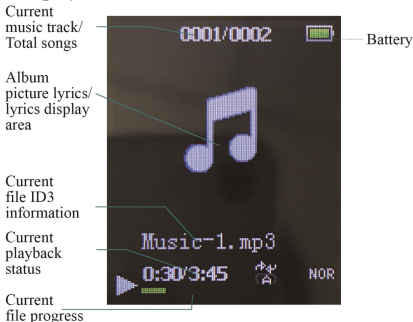 Current
music track/
Total songs
0001/0002
Battery
Album
picture lyrics/
lyrics display
area
Current
file ID3
information
Music-1.mp3
Current
playback
status
0:30/3:45
A
NOR
Current
file progress